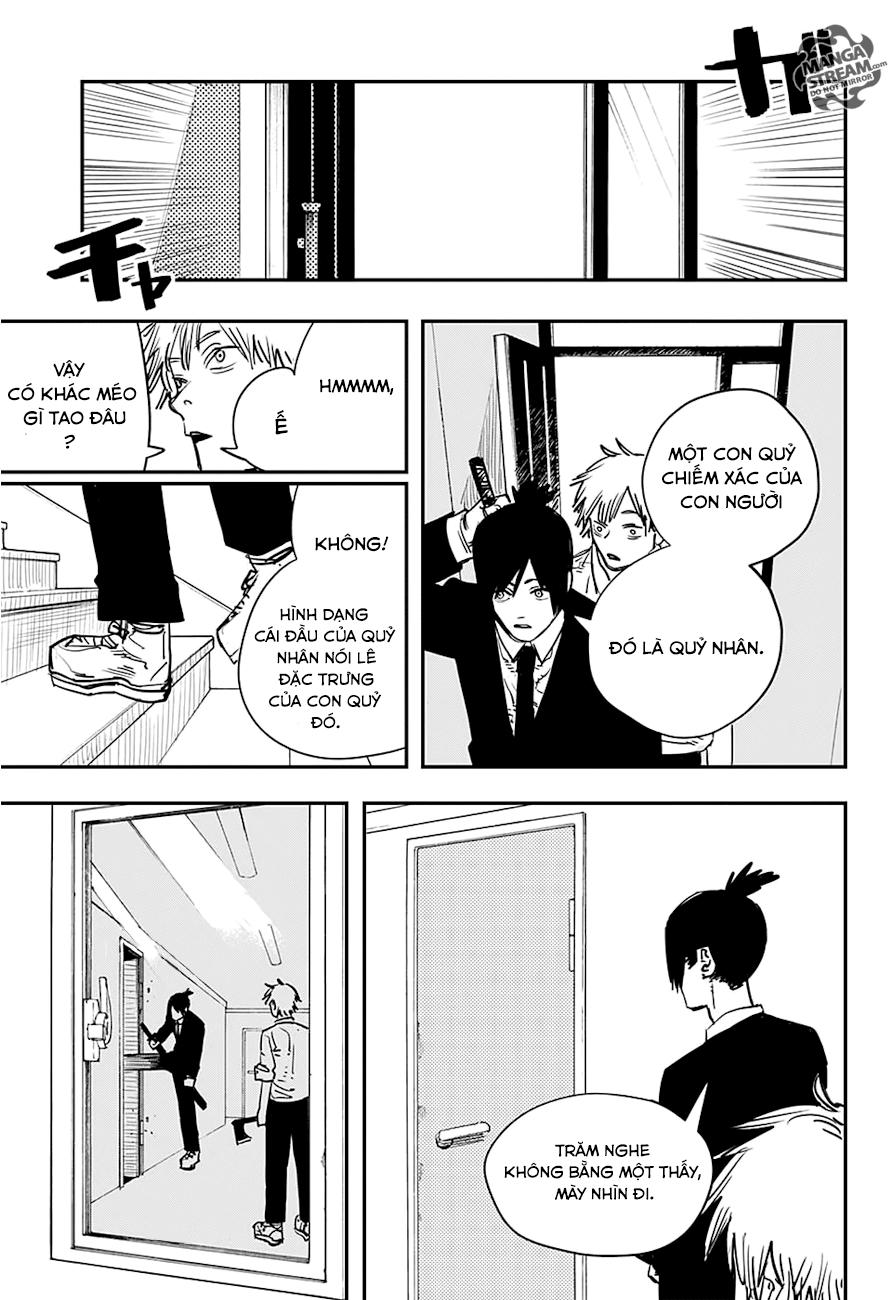 ガ
MANGA
STREAM.com
DO NOT MIRROR
チャ
MỘT CON QUỶ
CHIẾM XÁC CỦA
CON NGƯỜI
ĐÓ LÀ QUỶ NHÂN.
HMMMM,
Ế
VẬY
CÓ KHÁC MÉO
GÌ TAO ĐÂU
?
KHÔNG!
HÌNH DẠNG
CÁI ĐẦU CỦA QUỶ
NHÂN NÓI LÊ
ĐẶC TRƯNG
CỦA CON QUỶ
ĐÓ.
TRĂM NGHE
KHÔNG BẰNG MỘT THẤY,
MÀY NHÌN ĐI.